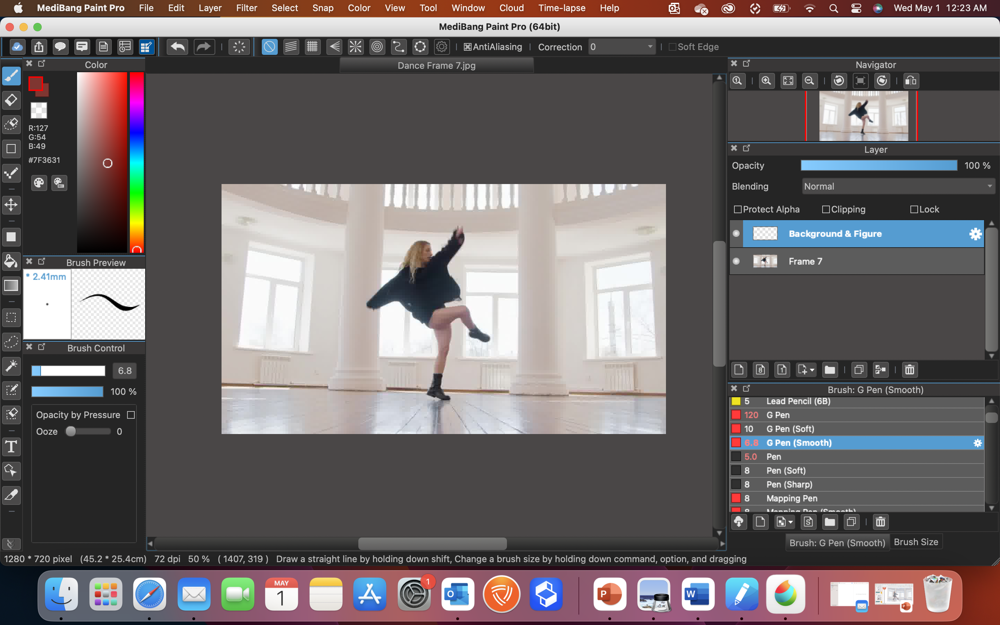 MediBang Paint Pro File Edit Layer Filter Select Snap Color View Tool Window Cloud Time-lapse Help Wed May 1 12:23 AM
MediBang Paint Pro (64bit)
AntiAliasing Correction 0 Soft Edge
Color
R:127
G:54
B:49
#7F3631
Brush Preview
* 2.41mm
Brush Control
6.8
100 %
Opacity by Pressure
Ooze 0
Dance Frame 7.jpg
Navigator
Layer
Opacity 100 %
Blending Normal
Protect Alpha Clipping Lock
Background & Figure
Frame 7
8 1
Brush: G Pen (Smooth)
5 Lead Pencil (6B)
120 G Pen
10 G Pen (Soft)
6.8 G Pen (Smooth)
5.0 Pen
8 Pen (Soft)
8 Pen (Sharp)
8 Mapping Pen
8 Mapping Pen (Smooth)
S
Brush: G Pen (Smooth) Brush Size
1280 * 720 pixel (45.2 * 25.4cm) 72 dpi 50 % ( 1407, 319 ) Draw a straight line by holding down shift, Change a brush size by holding down command, option, and dragging
MAY
1
1
O
P
W
P